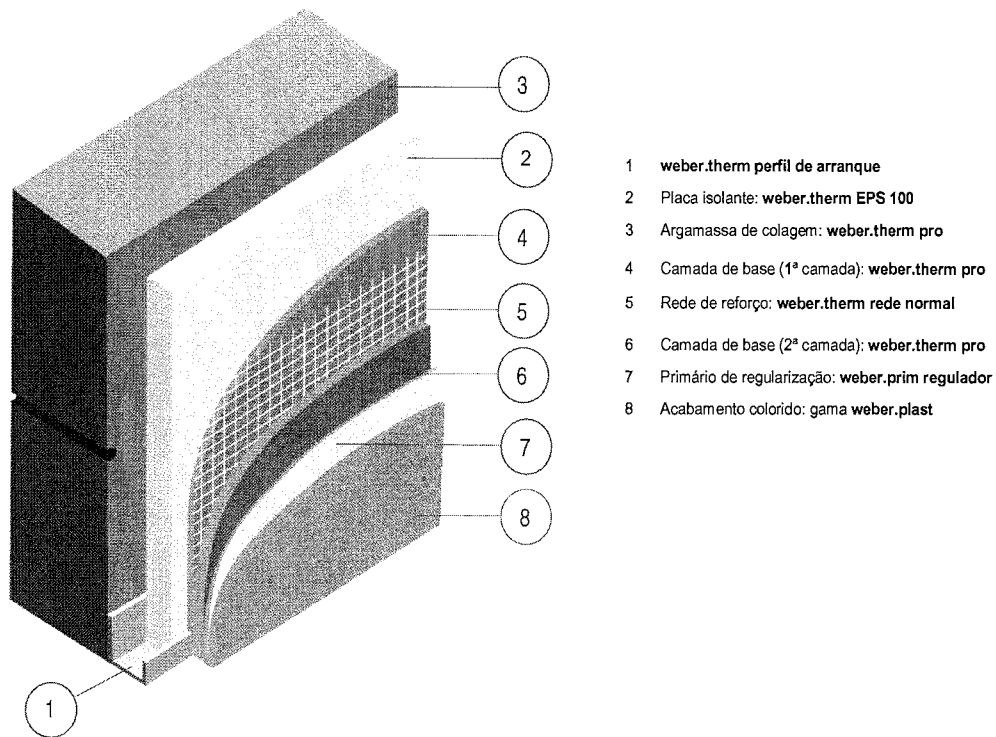 3
2
4
5
6
7
8
1
1 weber.therm perfil de arranque
2 Placa isolante: weber.therm EPS 100
3 Argamassa de colagem: weber.therm pro
4 Camada de base (1ª camada): weber.therm pro
5 Rede de reforço: weber.therm rede normal
6 Camada de base (2ª camada): weber.therm pro
7 Primário de regularização: weber.prim regulador
8 Acabamento colorido: gama weber.plast